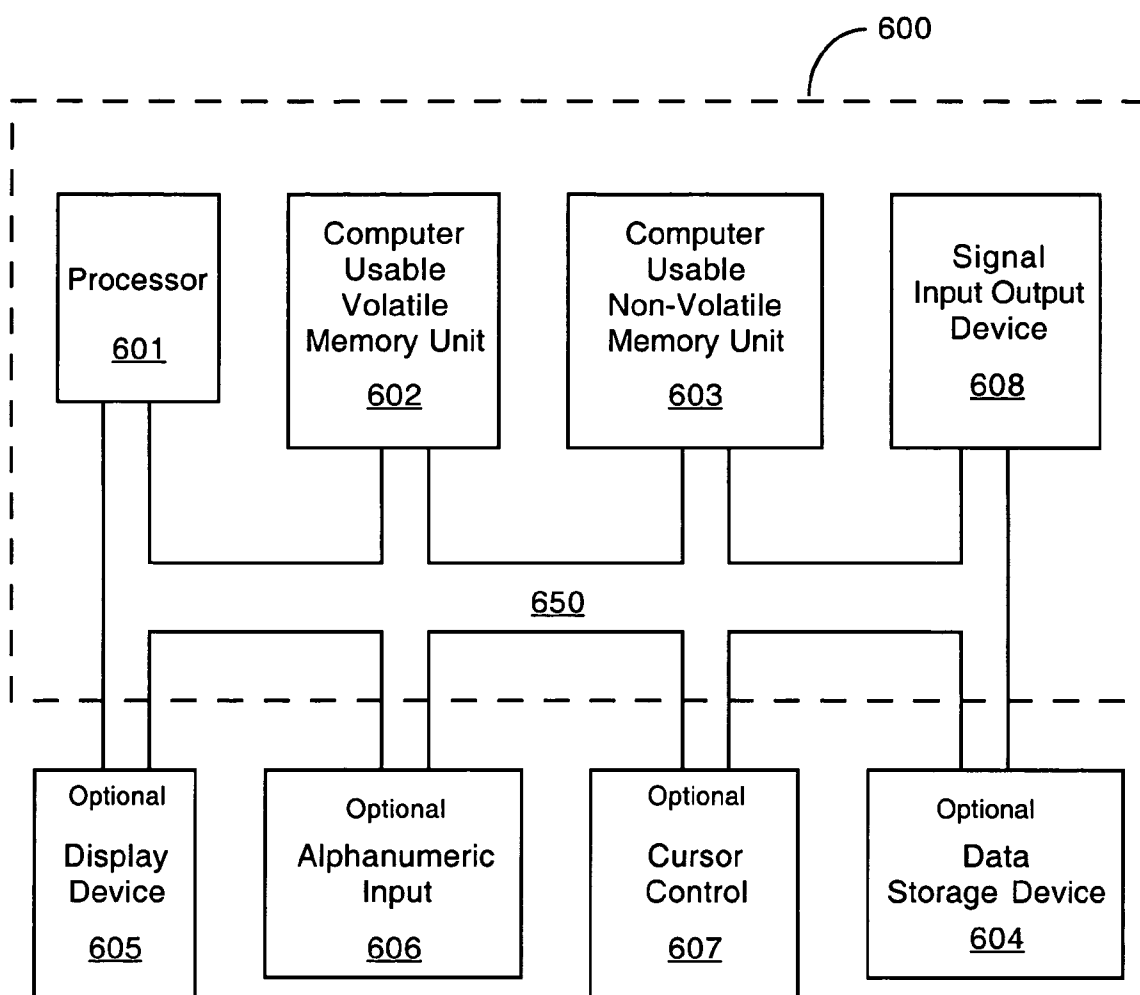 600
Processor
601
Computer
Usable
Volatile
Memory Unit
602
Computer
Usable
Non-Volatile
Memory Unit
603
Signal
Input Output
Device
608
650
Optional
Display
Device
605
Optional
Alphanumeric
Input
606
Optional
Cursor
Control
607
Optional
Data
Storage Device
604